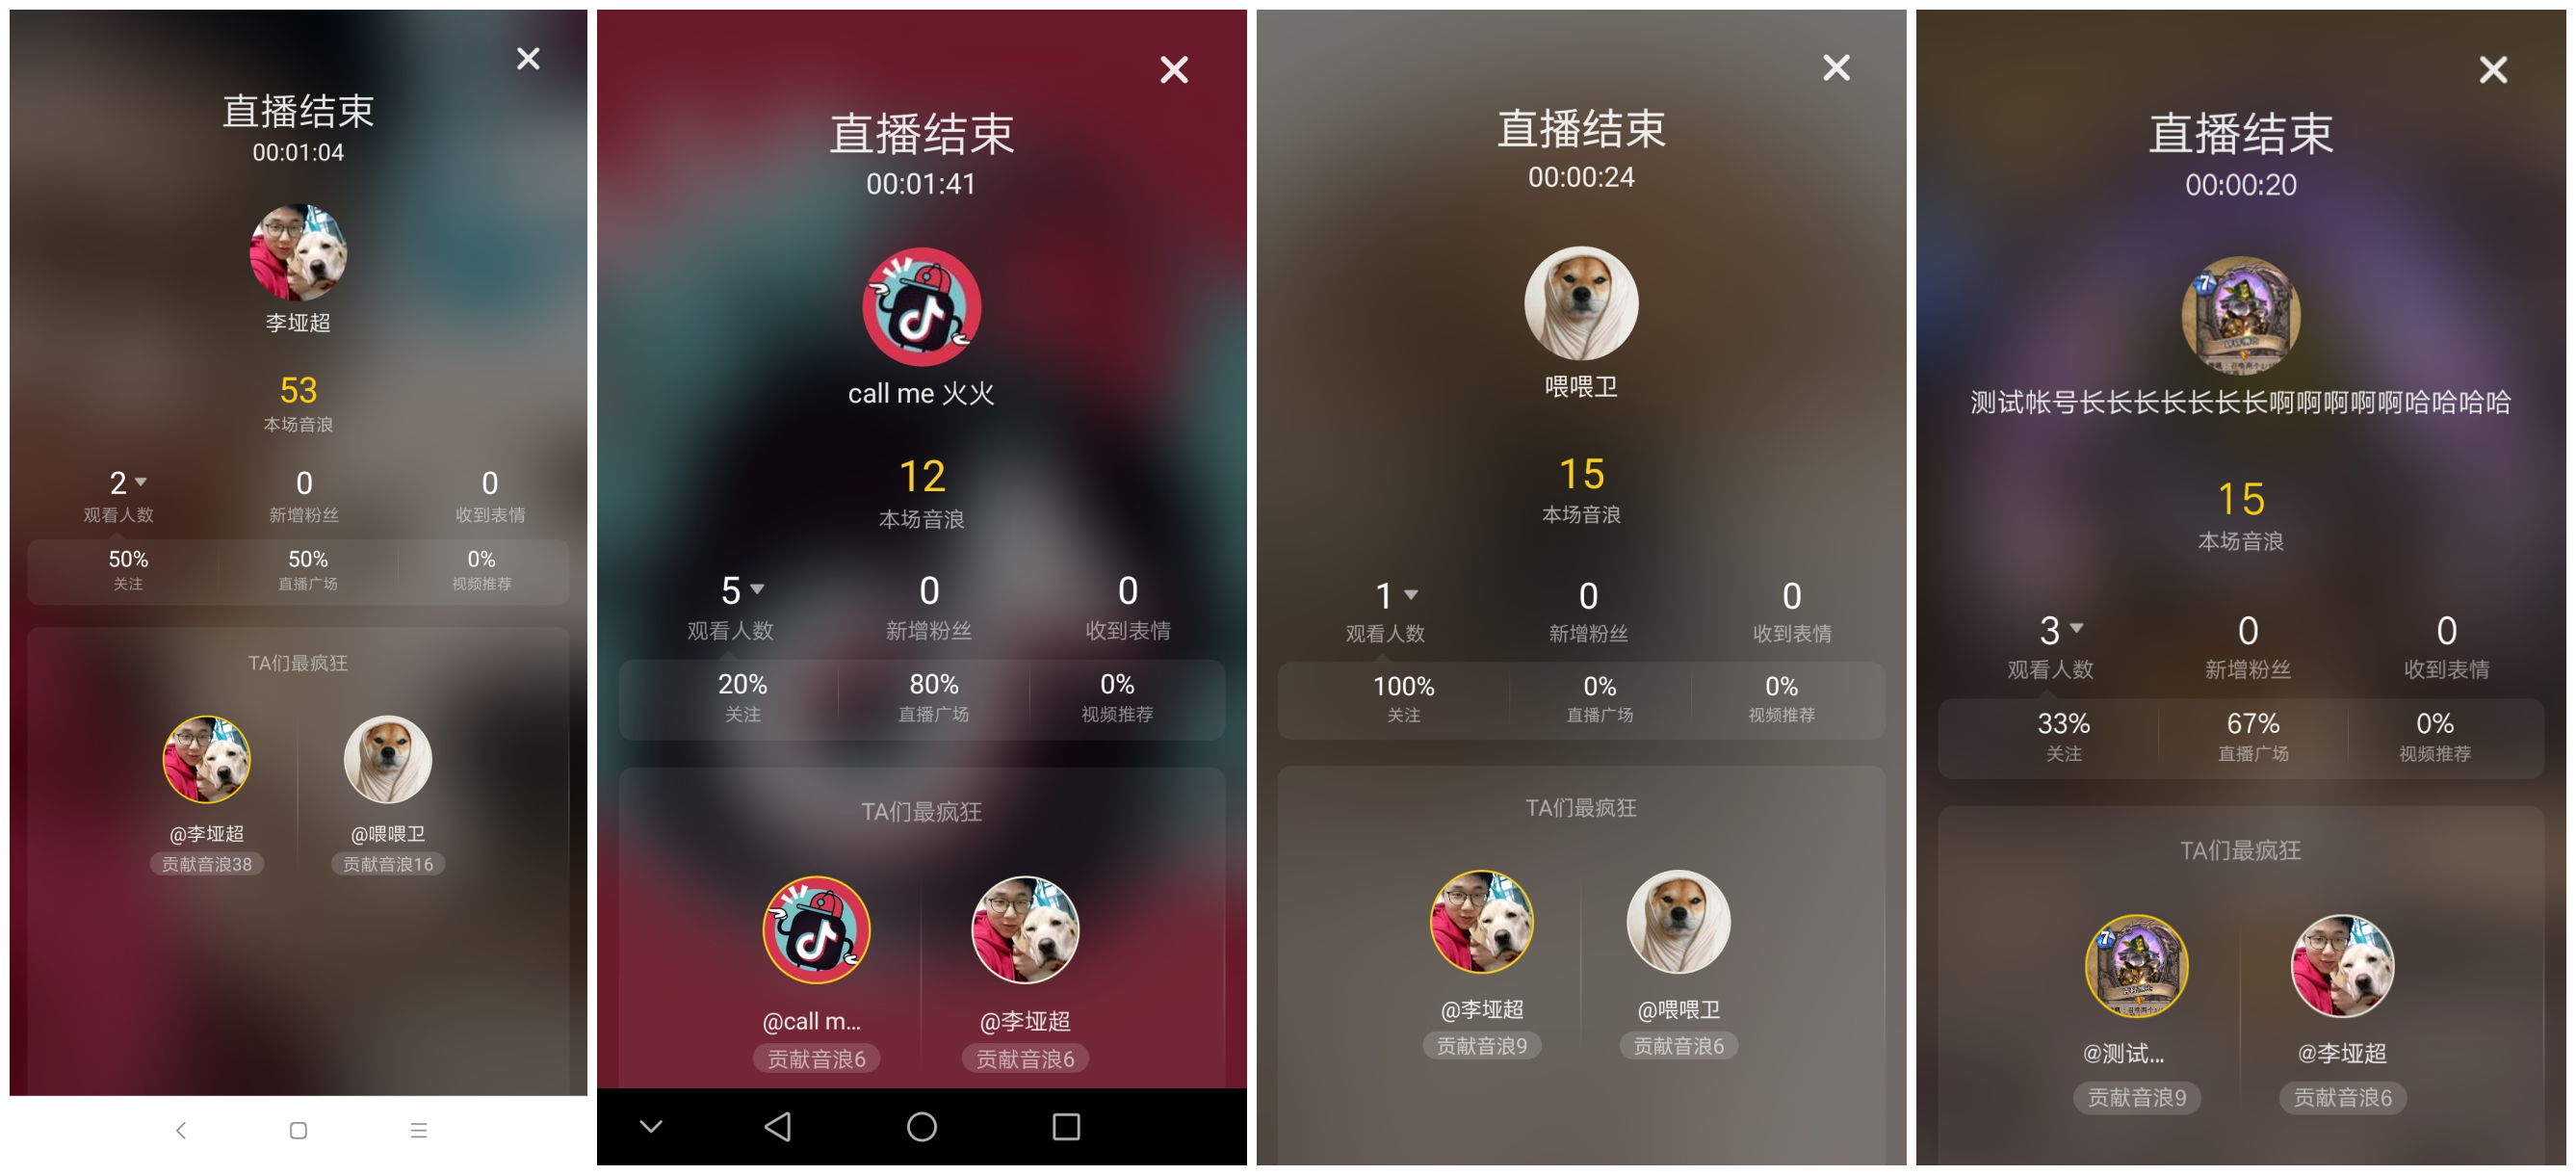 直播结束
00:01:04
李垭超
53
本场音浪
2 0 0
观看人数 新增粉丝 收到表情
50% 50% 0%
关注 直播广场 视频推荐
TA们最疯狂
@李垭超 @喂喂卫
贡献音浪38 贡献音浪16
直播结束
00:01:41
call me 火火
12
本场音浪
5 0 0
观看人数 新增粉丝 收到表情
20% 80% 0%
关注 直播广场 视频推荐
TA们最疯狂
@call m... @李垭超
贡献音浪6 贡献音浪6
直播结束
00:00:24
喂喂卫
15
本场音浪
1 0 0
观看人数 新增粉丝 收到表情
100% 0% 0%
关注 直播广场 视频推荐
TA们最疯狂
@李垭超 @喂喂卫
贡献音浪9 贡献音浪6
直播结束
00:00:20
7
测试帐号长长长长长长长啊啊啊啊啊哈哈哈哈
15
本场音浪
3 0 0
观看人数 新增粉丝 收到表情
33% 67% 0%
关注 直播广场 视频推荐
TA们最疯狂
7
@测试... @李垭超
贡献音浪9 贡献音浪6